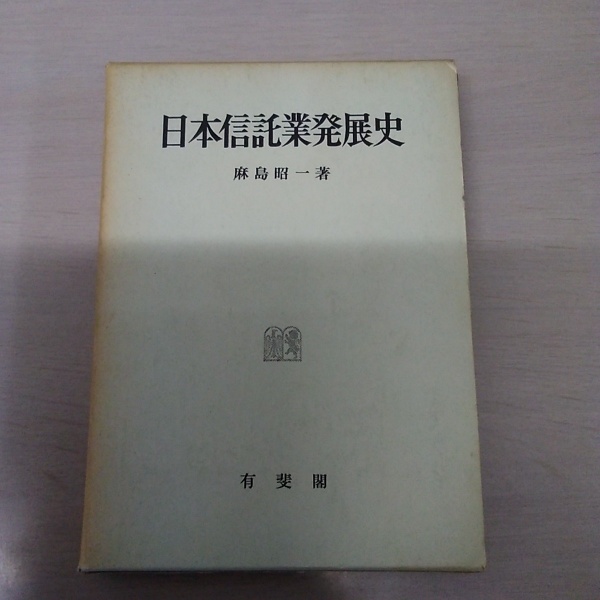 日本信託業発展史
麻島昭一著
有斐閣